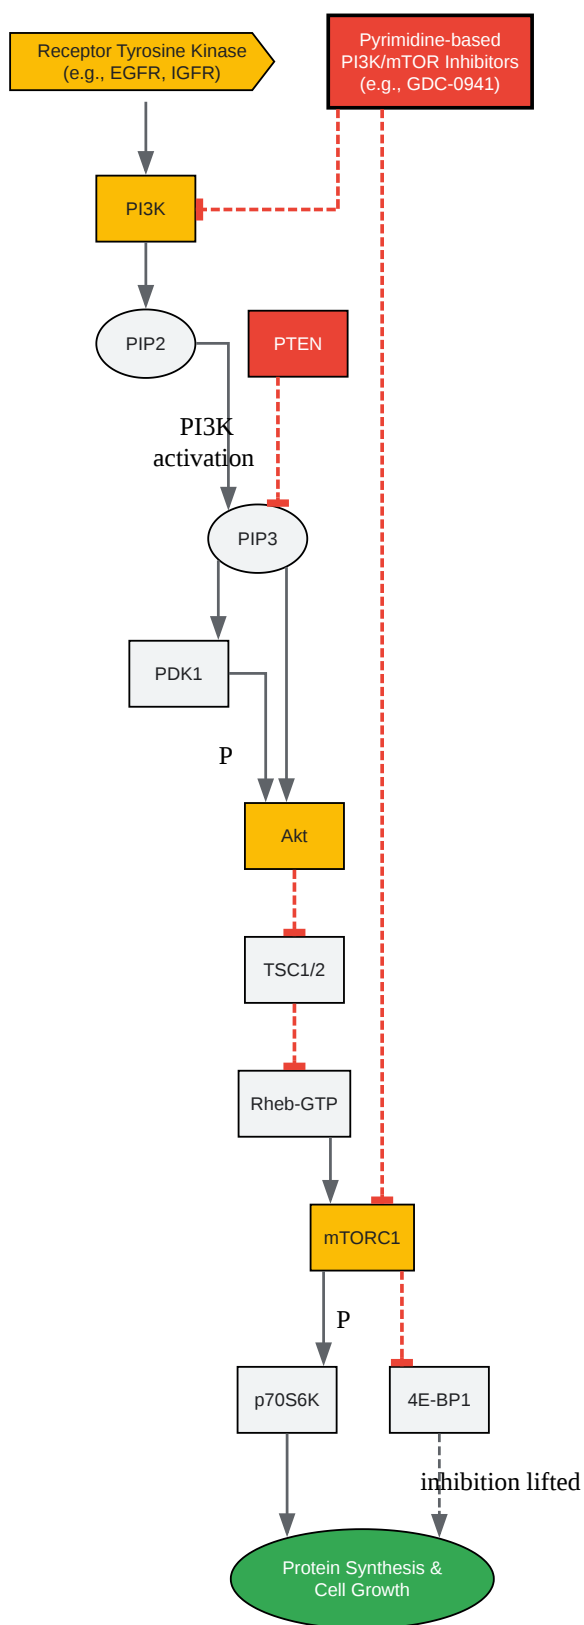 Receptor Tyrosine Kinase
(e.g., EGFR, IGFR)
Pyrimidine-based
PI3K/mTOR Inhibitors
(e.g., GDC-0941)
PI3K
PIP2
PTEN
PI3K
activation
PIP3
PDK1
P
Akt
TSC1/2
Rheb-GTP
mTORC1
P
p70S6K
4E-BP1
inhibition lifted
Protein Synthesis &
Cell Growth